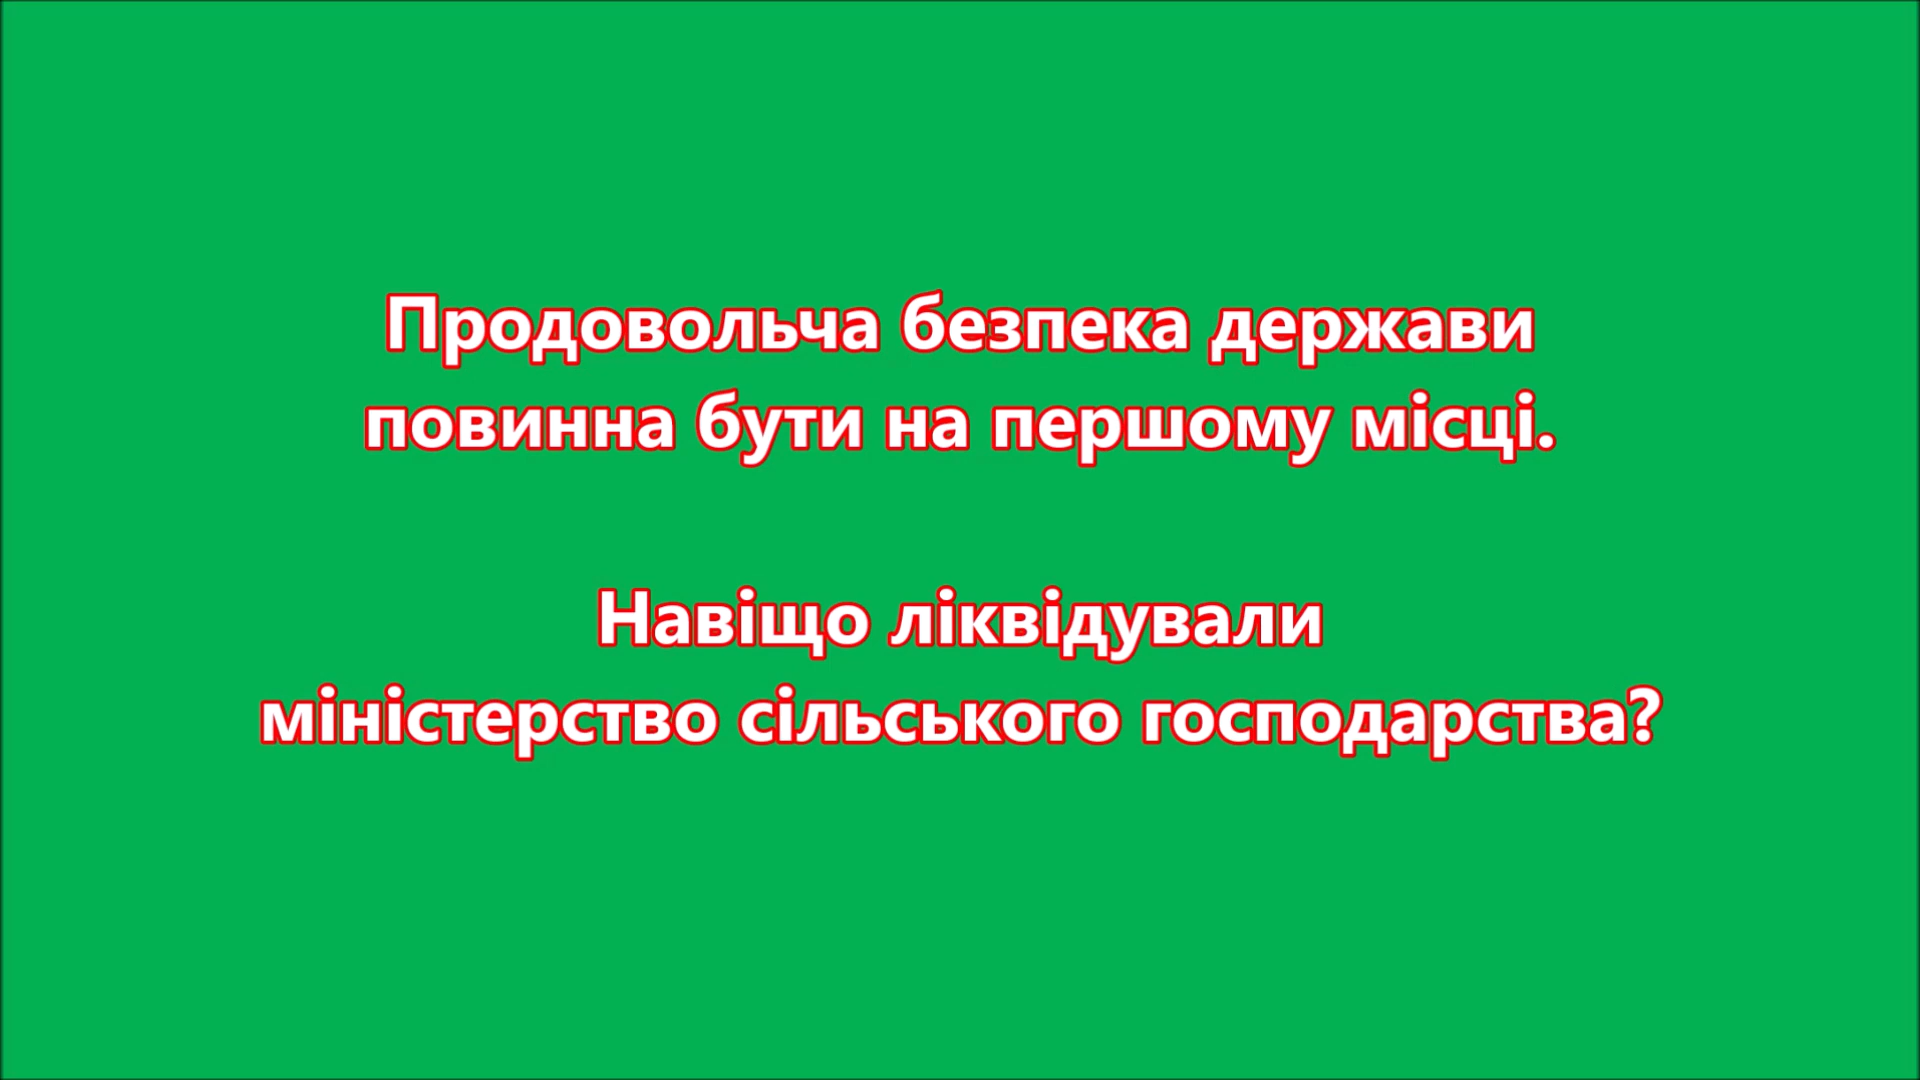 Продовольча безпека держави
повинна бути на першому місці.
Навіщо ліквідували
міністерство сільського господарства?